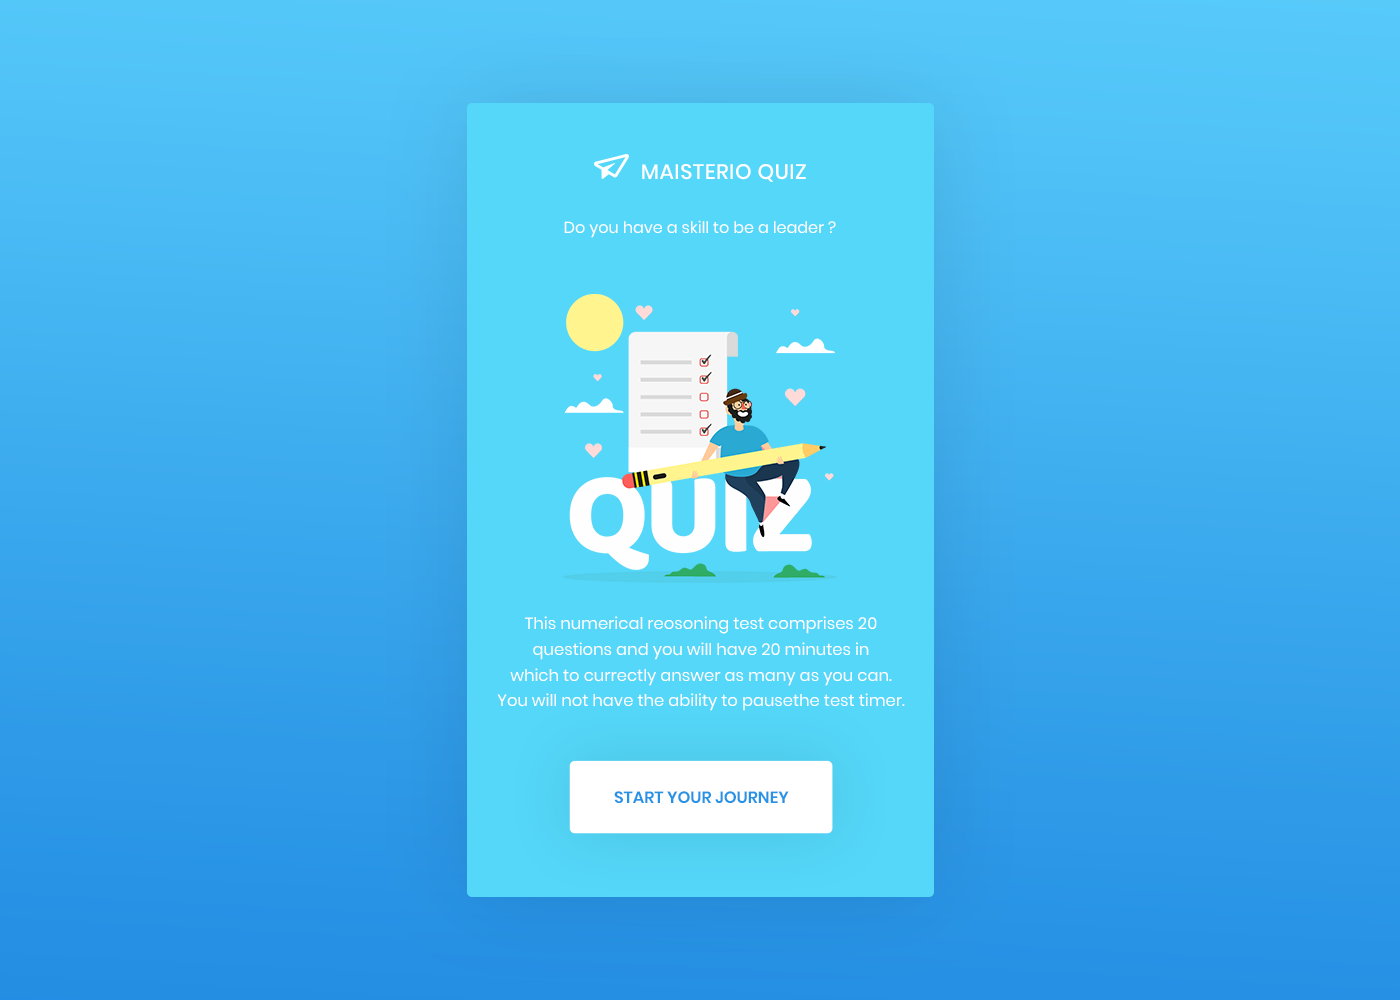 MAISTERIO QUIZ
Do you have a skill to be a leader ?
QUIZ
This numerical reosoning test comprises 20
questions and you will have 20 minutes in
which to currectly answer as many as you can.
You will not have the ability to pausethe test timer.
START YOUR JOURNEY